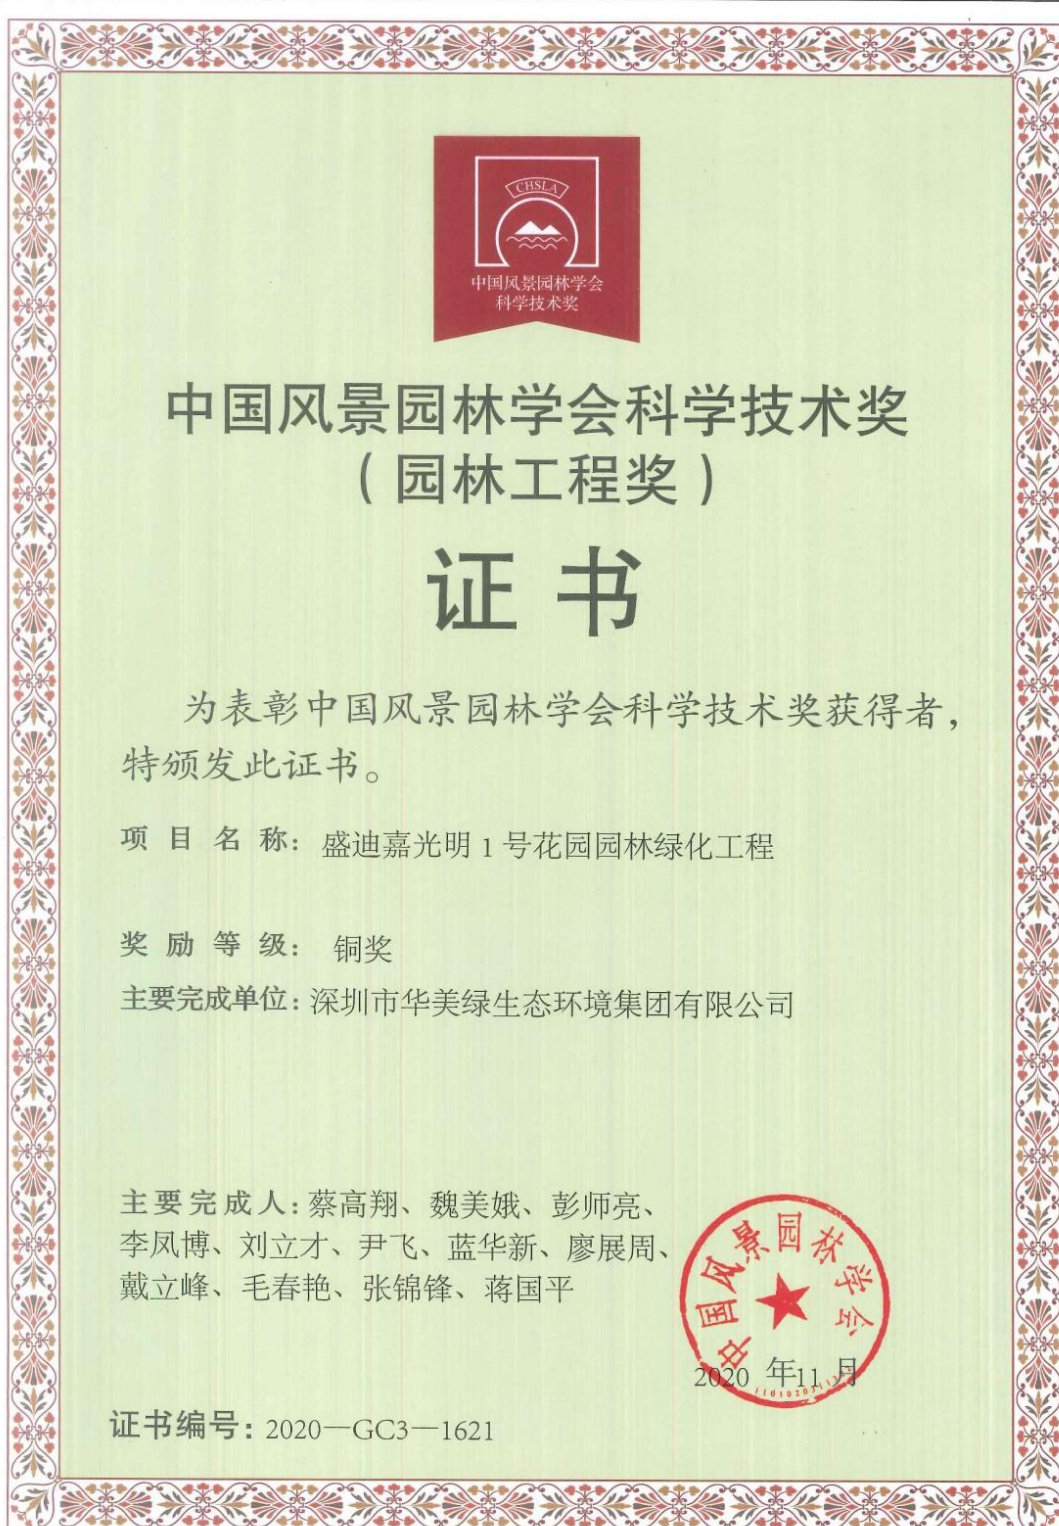 CHSLA
中国风景园林学会
科学技术奖
中国风景园林学会科学技术奖
（园林工程奖）
证书
为表彰中国风景园林学会科学技术奖获得者，
特颁发此证书。
项目名称：盛迪嘉光明1号花园园林绿化工程
奖励等级：铜奖
主要完成单位：深圳市华美绿生态环境集团有限公司
主要完成人：蔡高翔、魏美娥、彭师亮、
李凤博、刘立才、尹飞、蓝华新、廖展周、
戴立峰、毛春艳、张锦锋、蒋国平
中国风景园林学会
2020 年11 月
证书编号：2020—GC3—1621